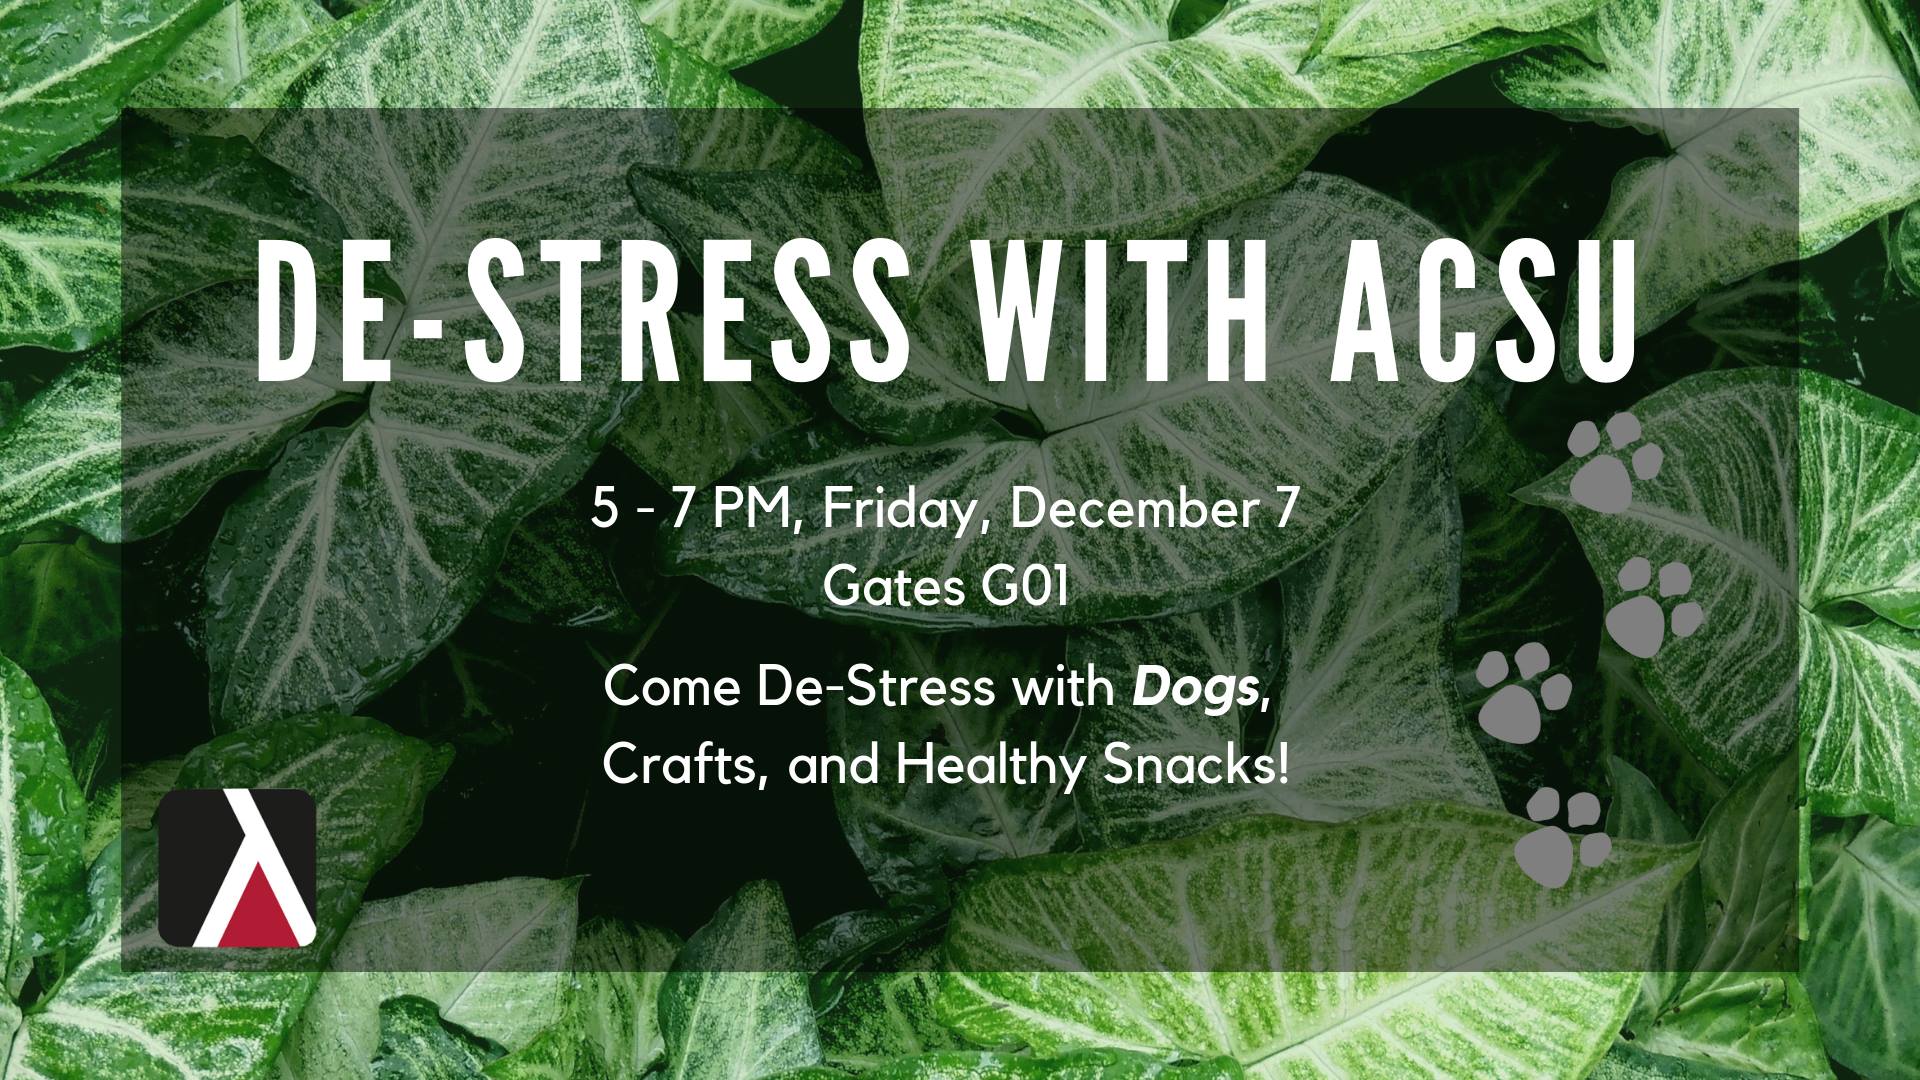 DE-STRESS WITH ACSU
5 - 7 PM, Friday, December 7
Gates G01
Come De-Stress with Dogs,
Crafts, and Healthy Snacks!